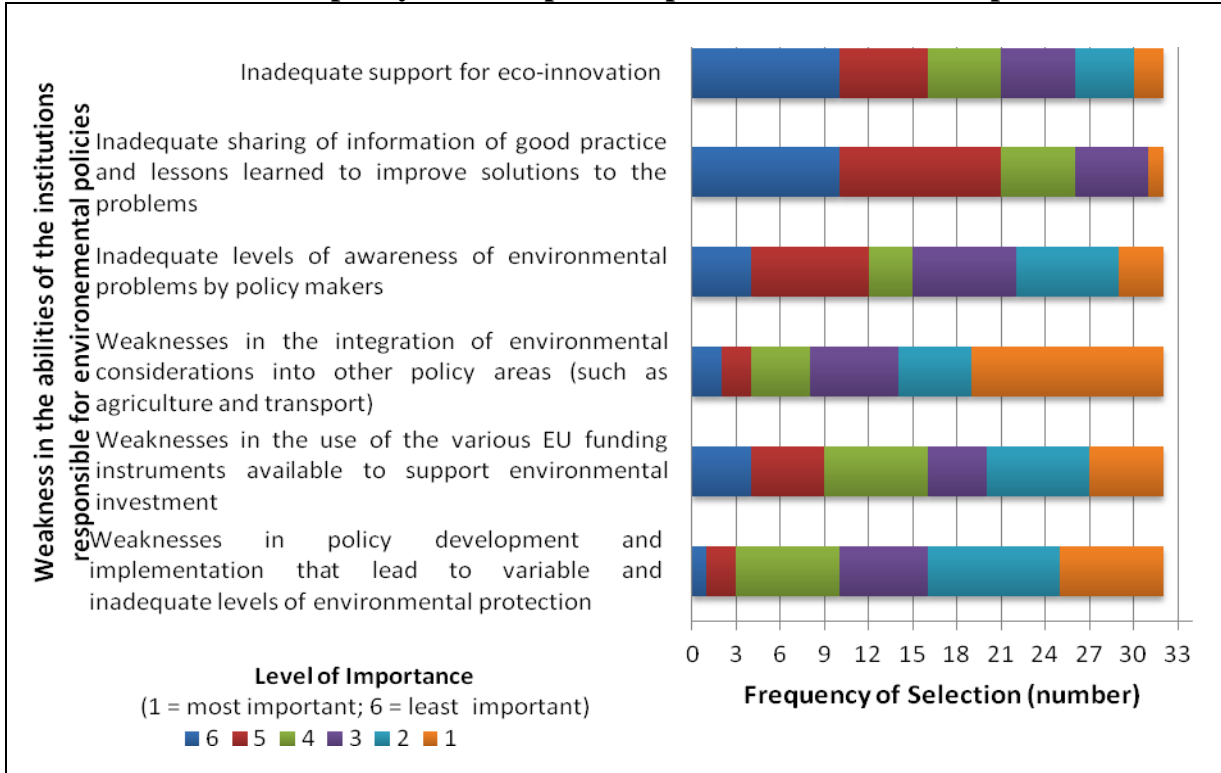 Inadequate support for eco-innovation
Inadequate sharing of information of good practice
and lessons learned to improve solutions to the
problems
Inadequate levels of awareness of environmental
problems by policy makers
Weaknesses in the integration of environmental
considerations into other policy areas (such as
agriculture and transport)
Weaknesses in the use of the various EU funding
instruments available to support environmental
investment
Weaknesses in policy development and
implementation that lead to variable and
inadequate levels of environmental protection
Weakness in the abilities of the institutions
responsible for environemental policies
0 3 6 9 12 15 18 21 24 27 30 33
Frequency of Selection (number)
Level of Importance
(1 = most important; 6 = least important)
6 5 4 3 2 1